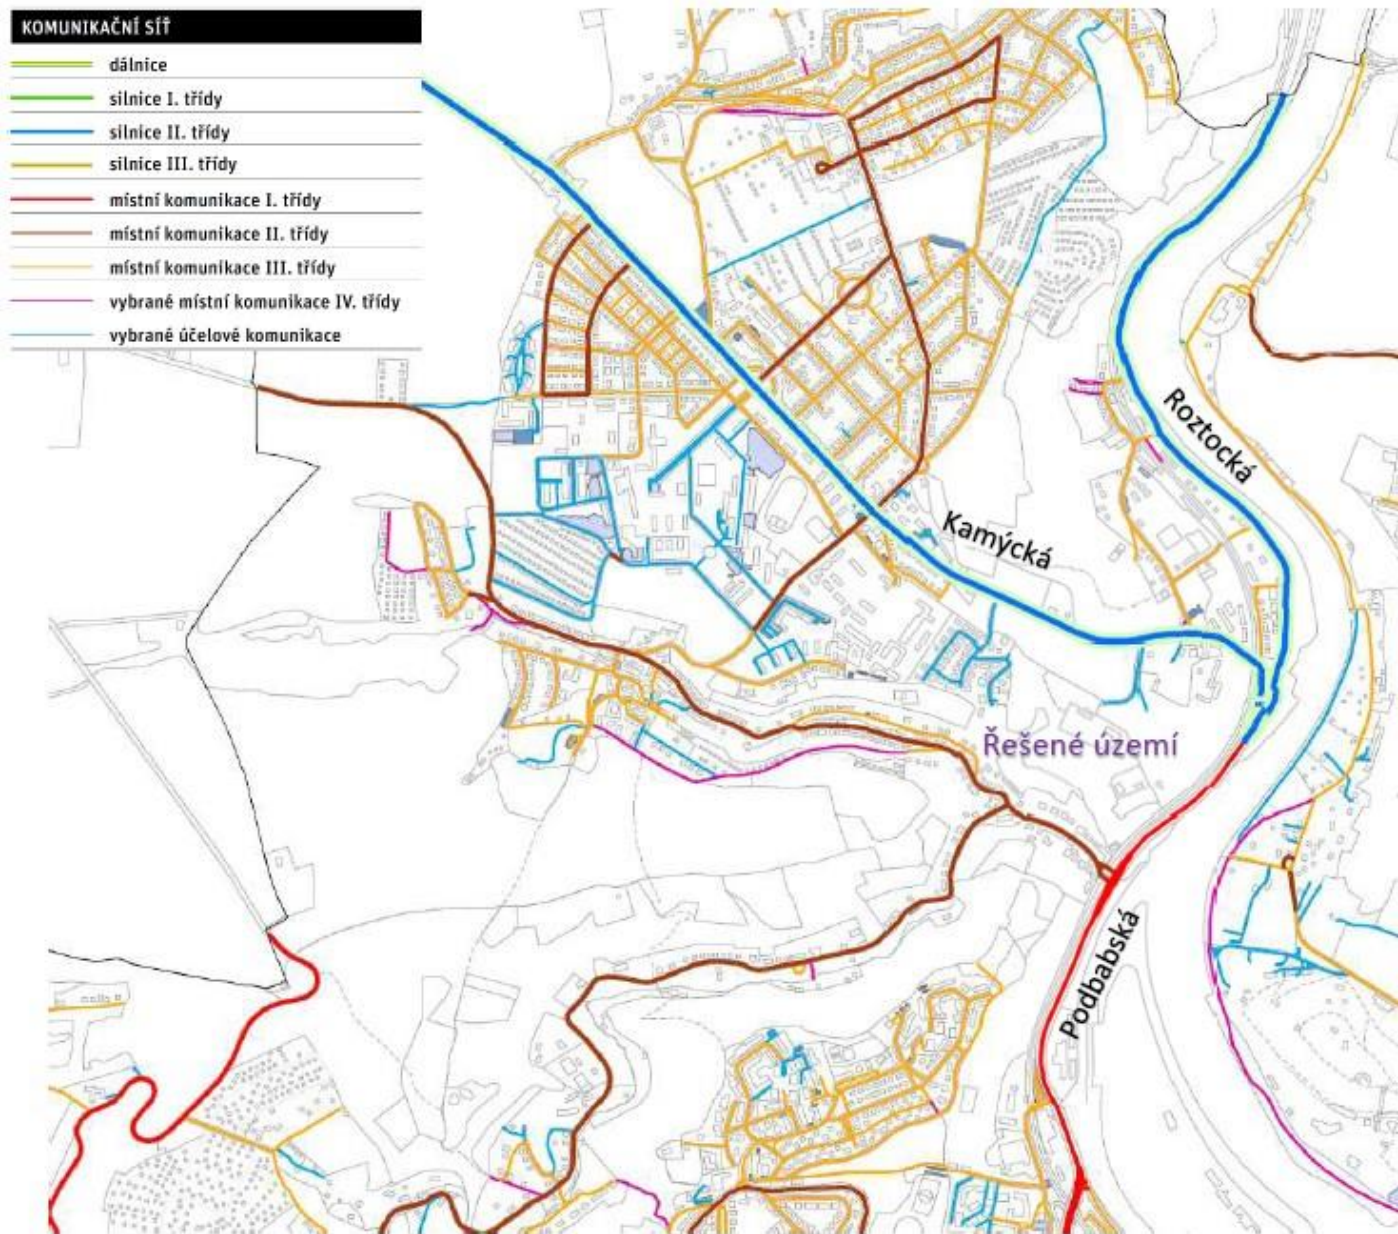 KOMUNIKAČNÍ SÍŤ
dálnice
silnice I. třídy
silnice II. třídy
silnice III. třídy
místní komunikace I. třídy
místní komunikace II. třídy
místní komunikace III. třídy
vybrané místní komunikace IV. třídy
vybrané účelové komunikace
Roztocká
Kamýcká
Řešené území
Podbabská